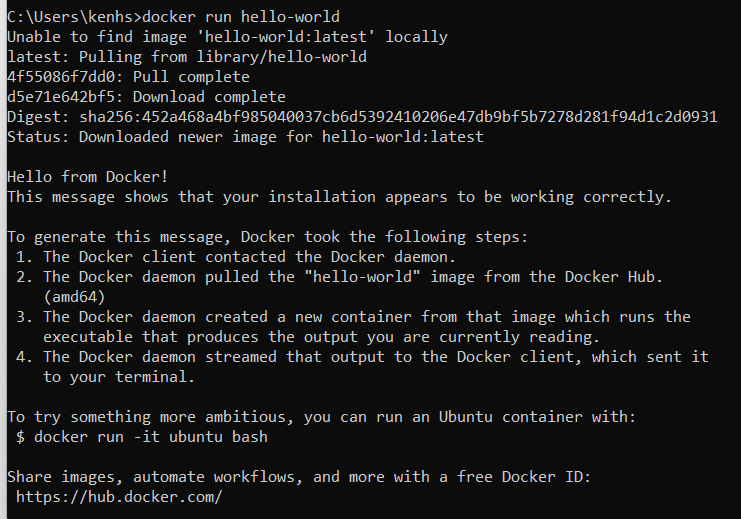 C:\Users\kenhs>docker run hello-world
Unable to find image 'hello-world:latest' locally
latest: Pulling from library/hello-world
4f55086f7dd0: Pull complete
d5e71e642bf5: Download complete
Digest: sha256:452a468a4bf985040037cb6d5392410206e47db9bf5b7278d281f94d1c2d0931
Status: Downloaded newer image for hello-world:latest

Hello from Docker!
This message shows that your installation appears to be working correctly.

To generate this message, Docker took the following steps:
 1. The Docker client contacted the Docker daemon.
 2. The Docker daemon pulled the "hello-world" image from the Docker Hub.
    (amd64)
 3. The Docker daemon created a new container from that image which runs the
    executable that produces the output you are currently reading.
 4. The Docker daemon streamed that output to the Docker client, which sent it
    to your terminal.

To try something more ambitious, you can run an Ubuntu container with:
 $ docker run -it ubuntu bash

Share images, automate workflows, and more with a free Docker ID:
 https://hub.docker.com/